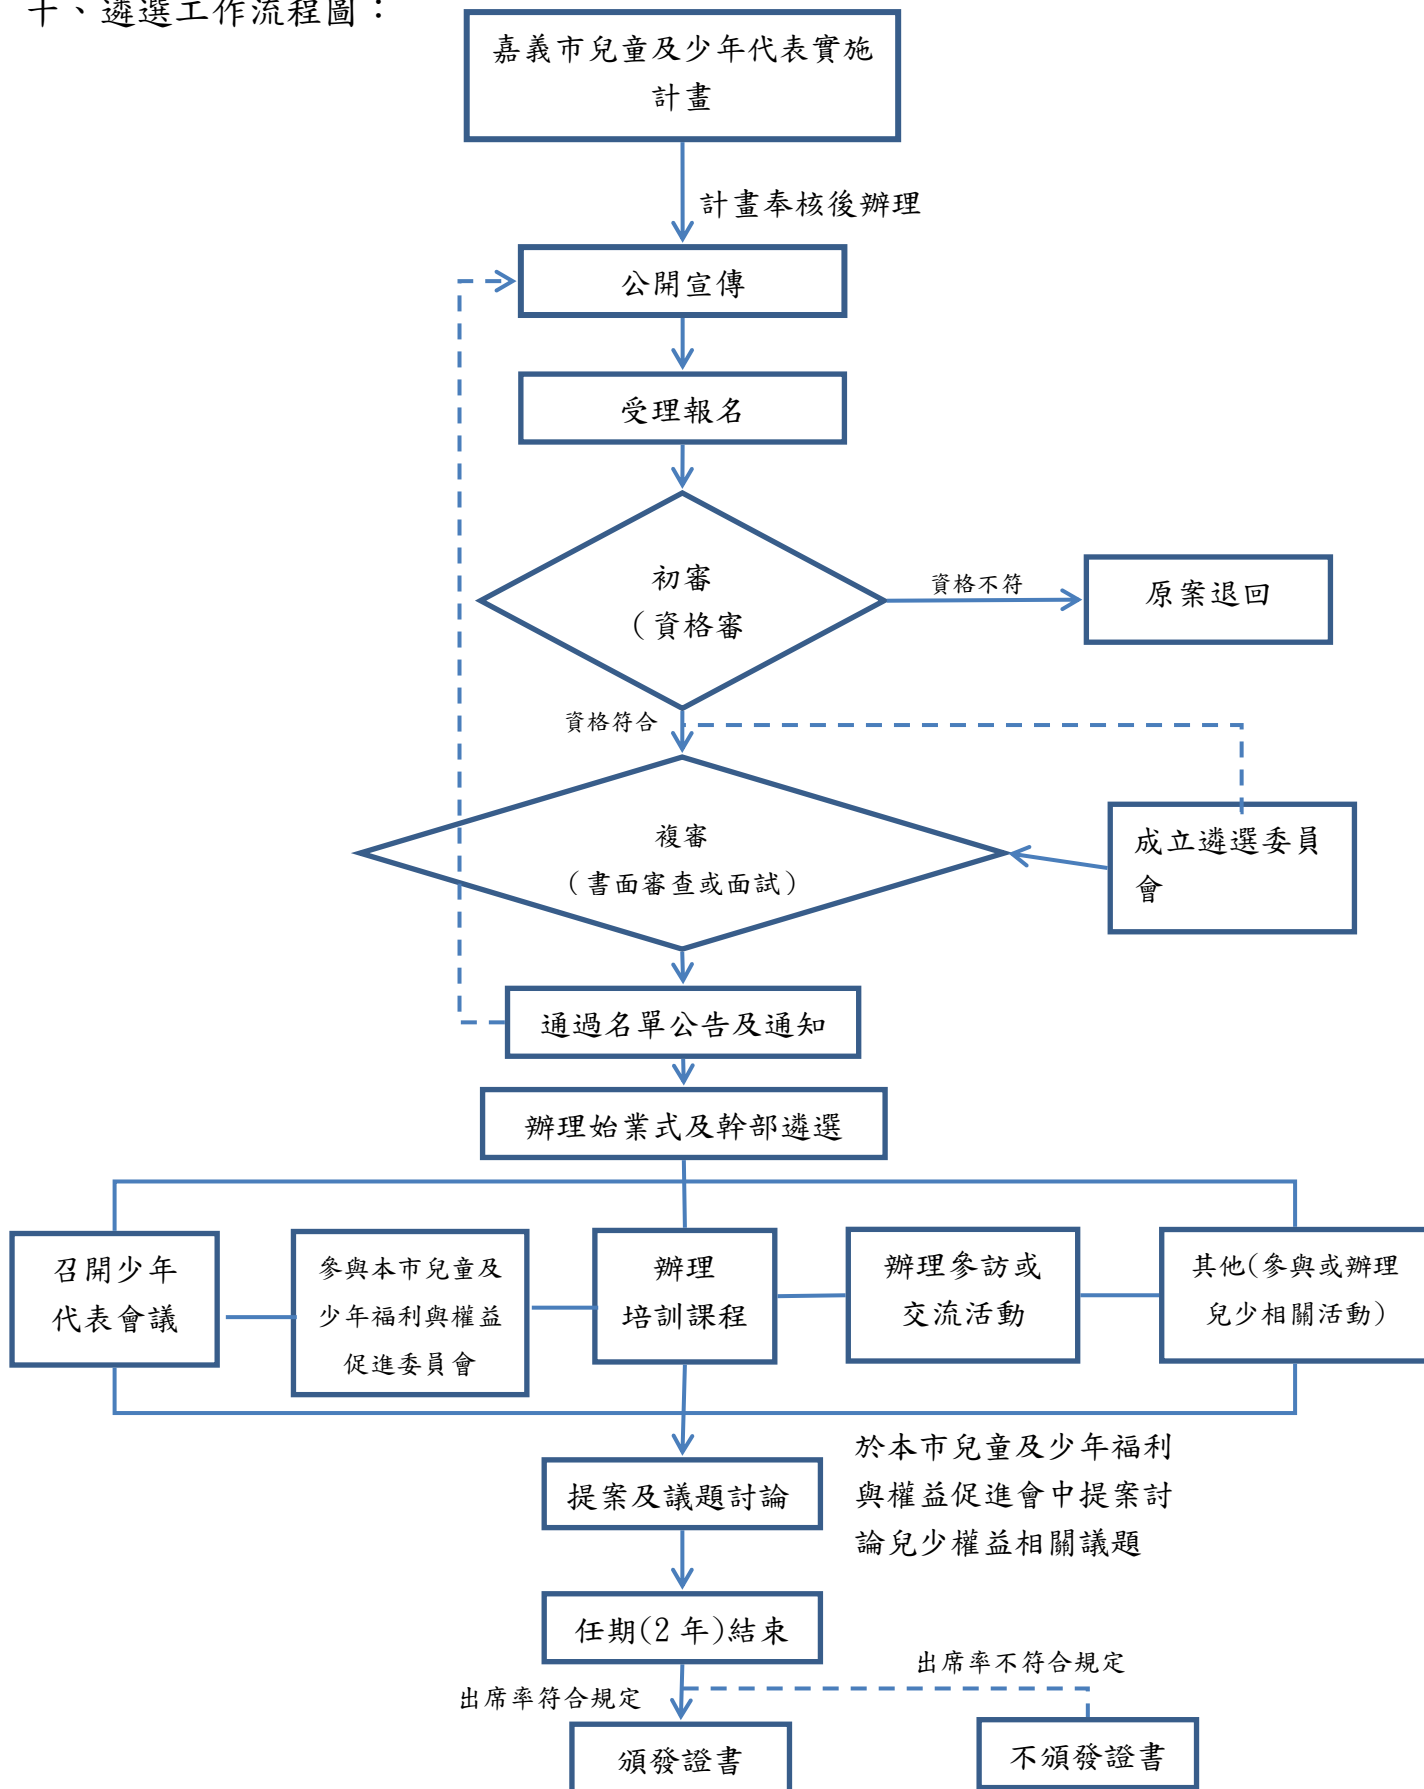 十、遴選工作流程圖：
嘉義市兒童及少年代表實施
計畫
計畫奉核後辦理
公開宣傳
受理報名
初審
（資格審
資格不符
原案退回
資格符合
複審
（書面審查或面試）
成立遴選委員
會
通過名單公告及通知
辦理始業式及幹部遴選
召開少年
代表會議
參與本市兒童及
少年福利與權益
促進委員會
辦理
培訓課程
辦理參訪或
交流活動
其他(參與或辦理
兒少相關活動)
提案及議題討論
於本市兒童及少年福利
與權益促進會中提案討
論兒少權益相關議題
任期(2 年)結束
出席率符合規定
出席率不符合規定
頒發證書
不頒發證書